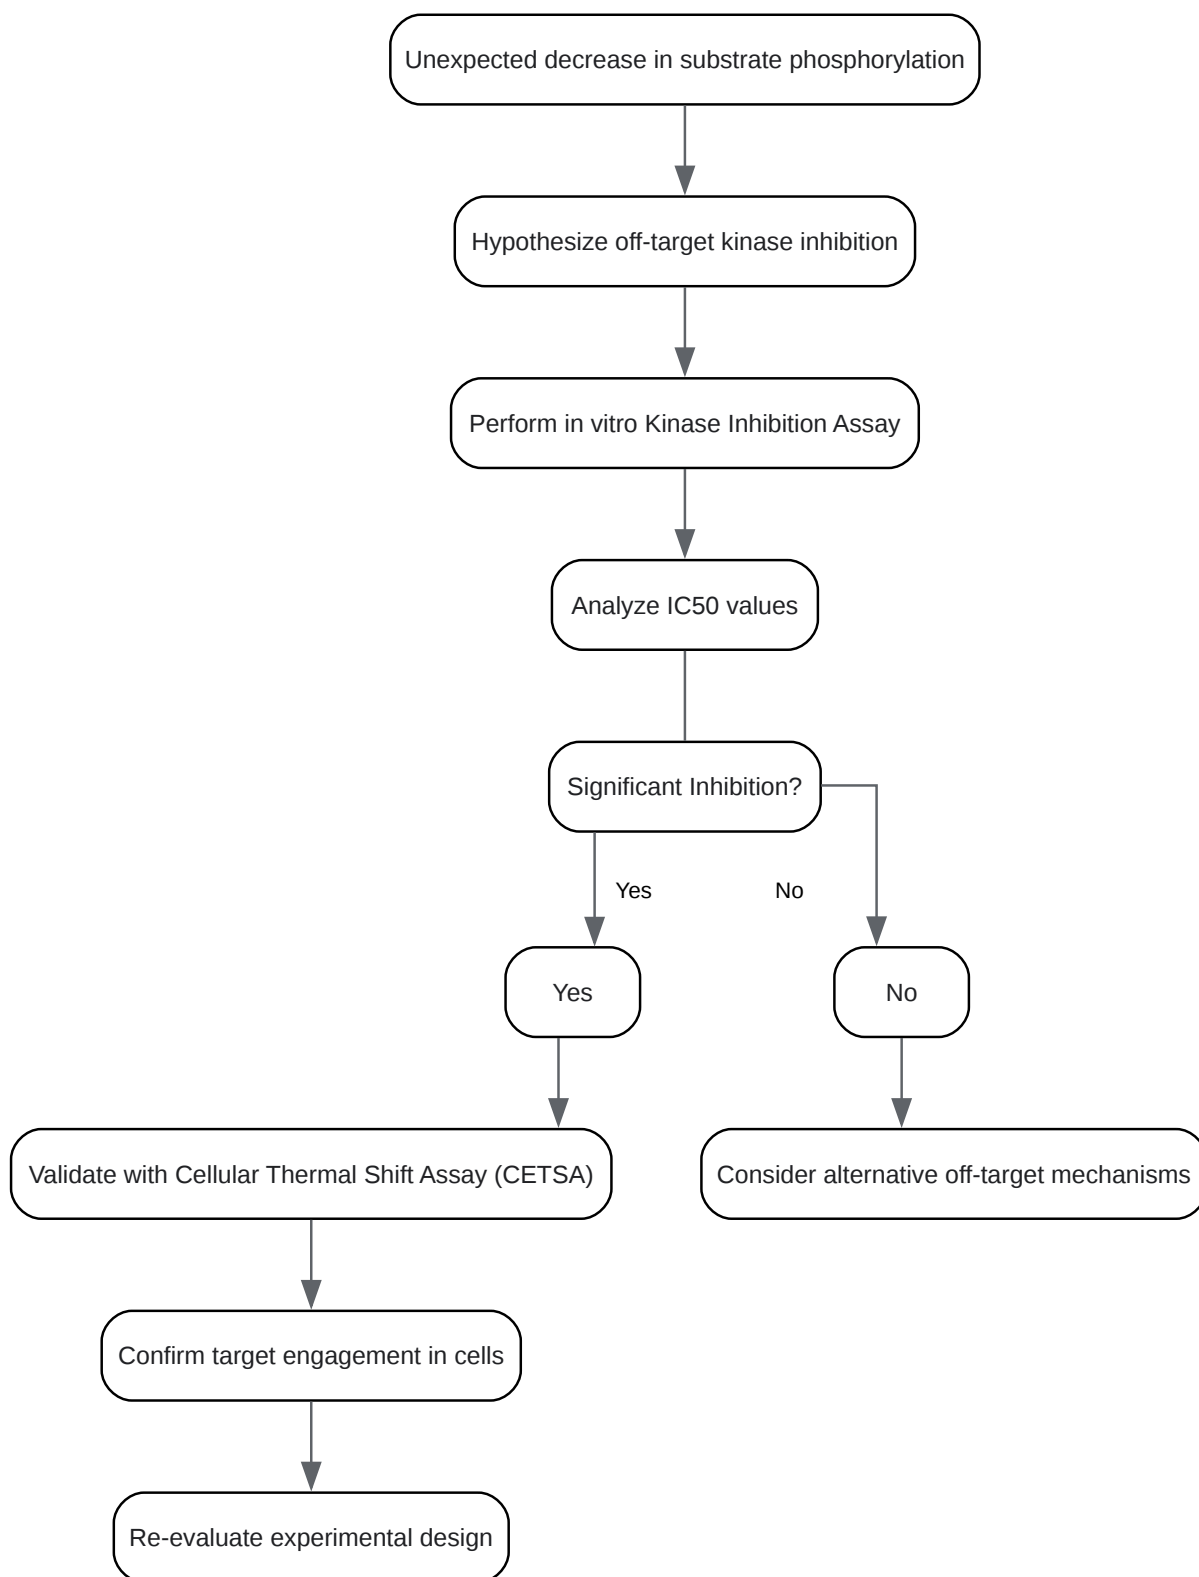 Unexpected decrease in substrate phosphorylation
Hypothesize off-target kinase inhibition
Perform in vitro Kinase Inhibition Assay
Analyze IC50 values
Significant Inhibition?
Yes
No
Yes
No
Validate with Cellular Thermal Shift Assay (CETSA)
Consider alternative off-target mechanisms
Confirm target engagement in cells
Re-evaluate experimental design